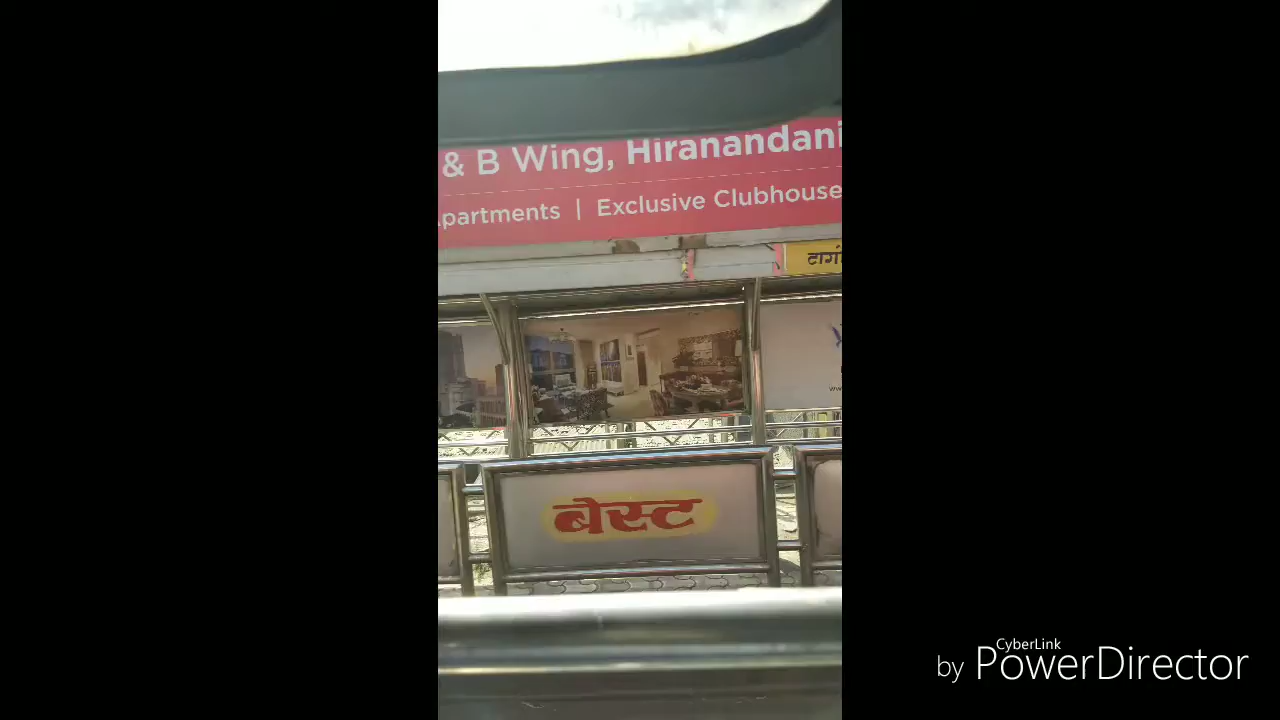 & B Wing, Hiranandani
partments | Exclusive Clubhouse
टागो
बेस्ट
CyberLink
by PowerDirector